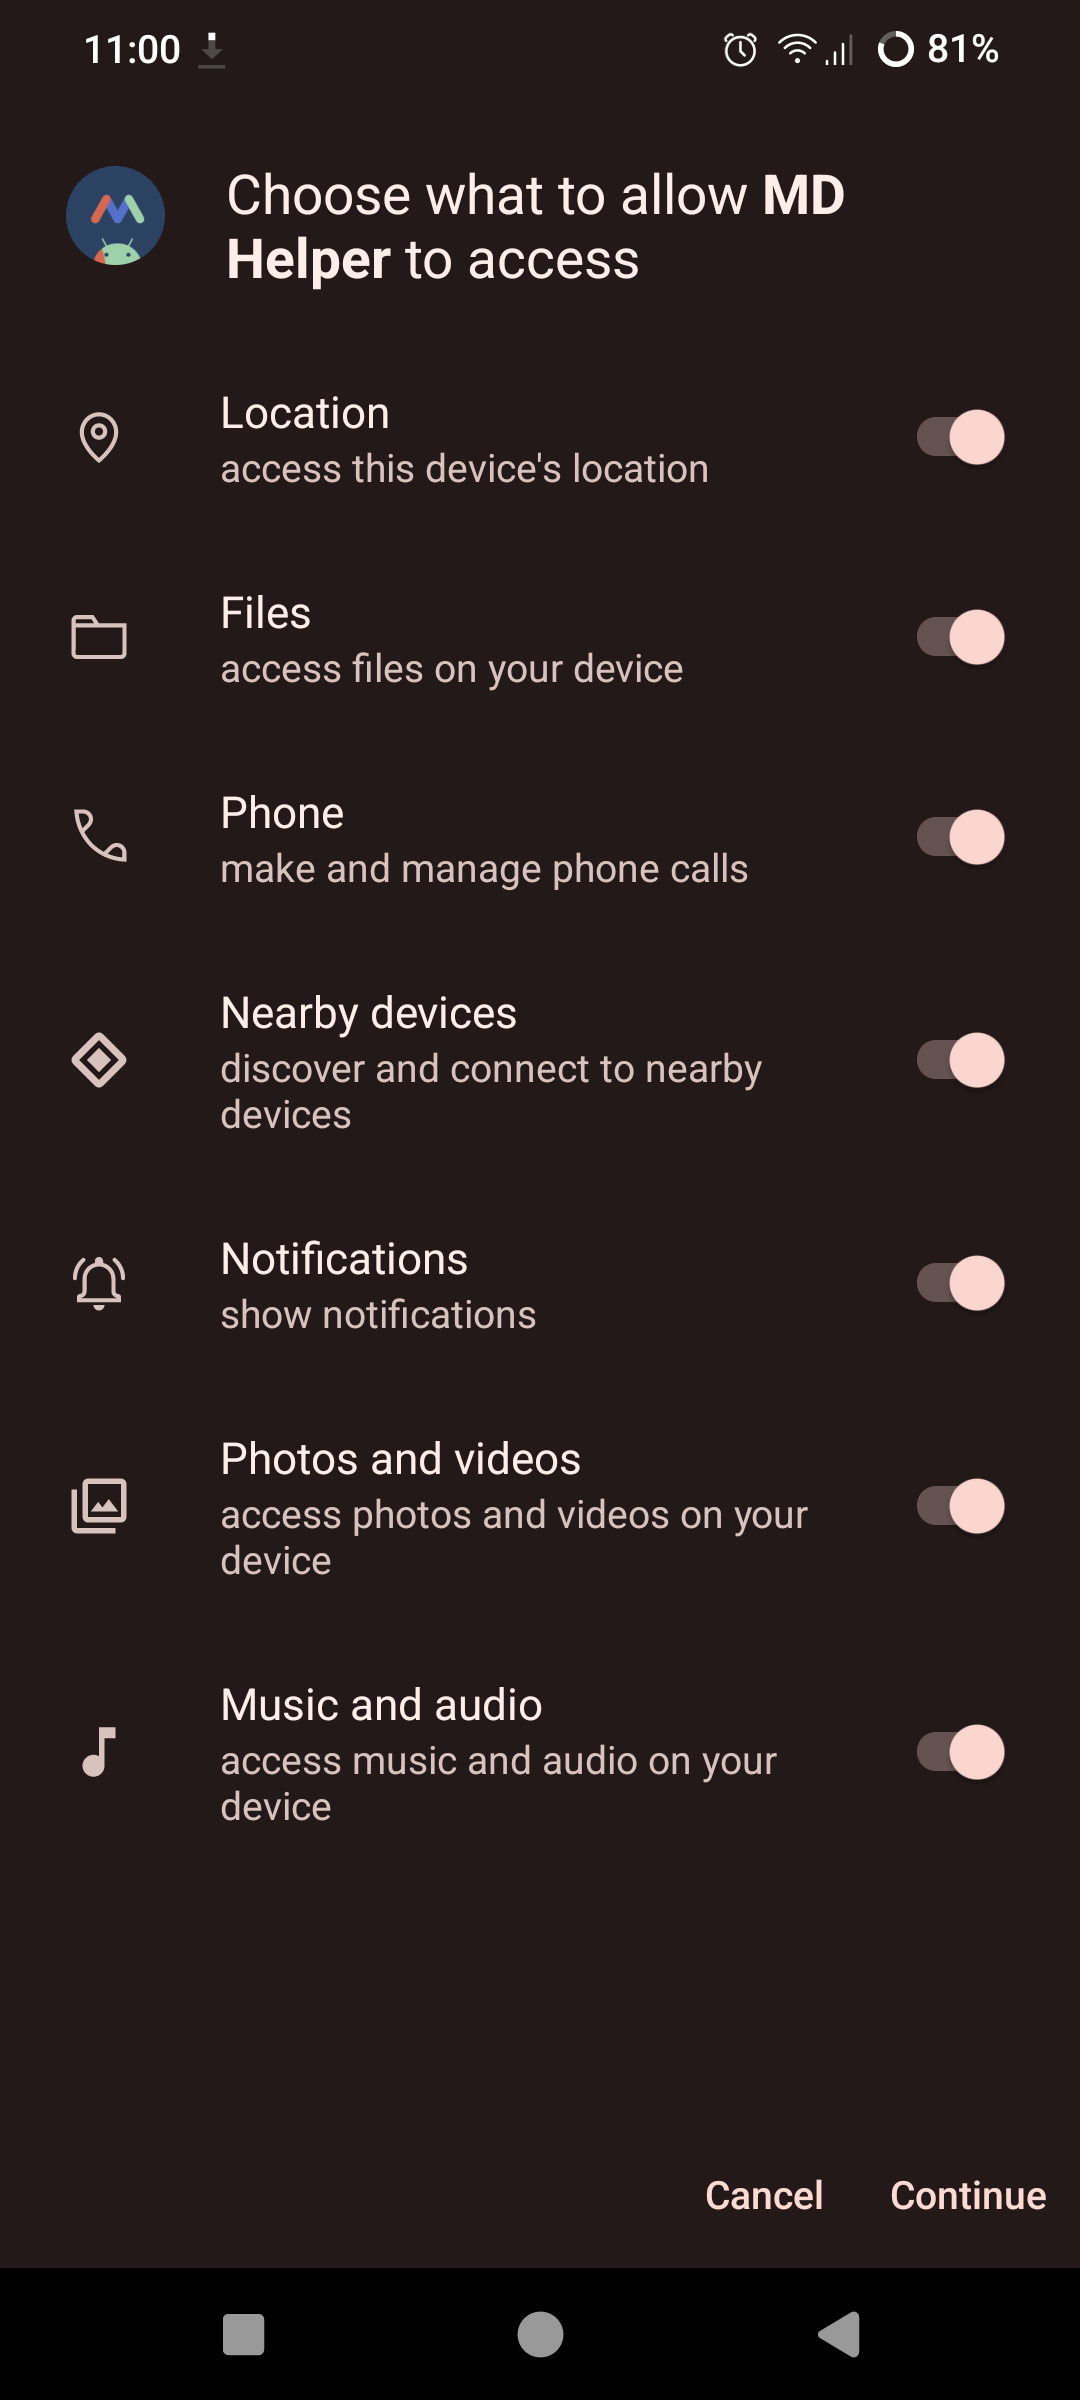 11:00 81%
Choose what to allow MD
Helper to access
Location
access this device's location
Files
access files on your device
Phone
make and manage phone calls
Nearby devices
discover and connect to nearby
devices
Notifications
show notifications
Photos and videos
access photos and videos on your
device
Music and audio
access music and audio on your
device
Cancel Continue